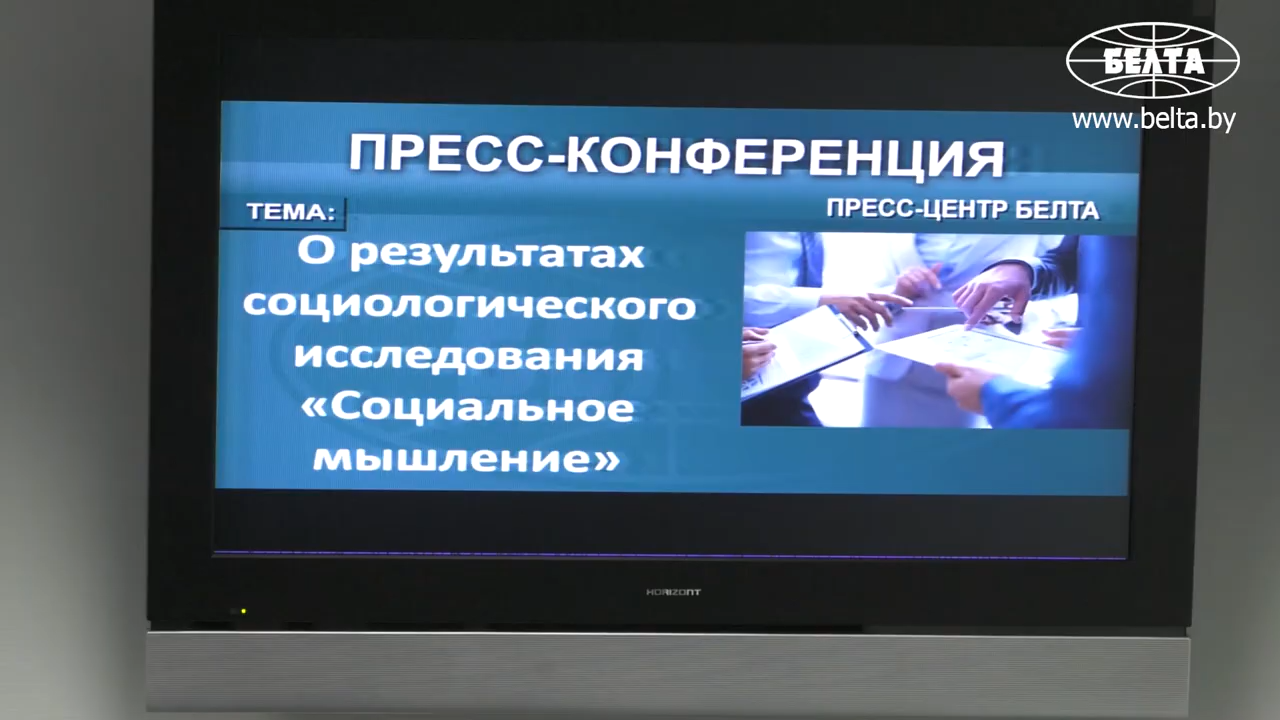 БЕЛТА
www.belta.by
ПРЕСС-КОНФЕРЕНЦИЯ
ТЕМА:
ПРЕСС-ЦЕНТР БЕЛТА
О результатах
социологического
исследования
«Социальное
мышление»
HORIZONT